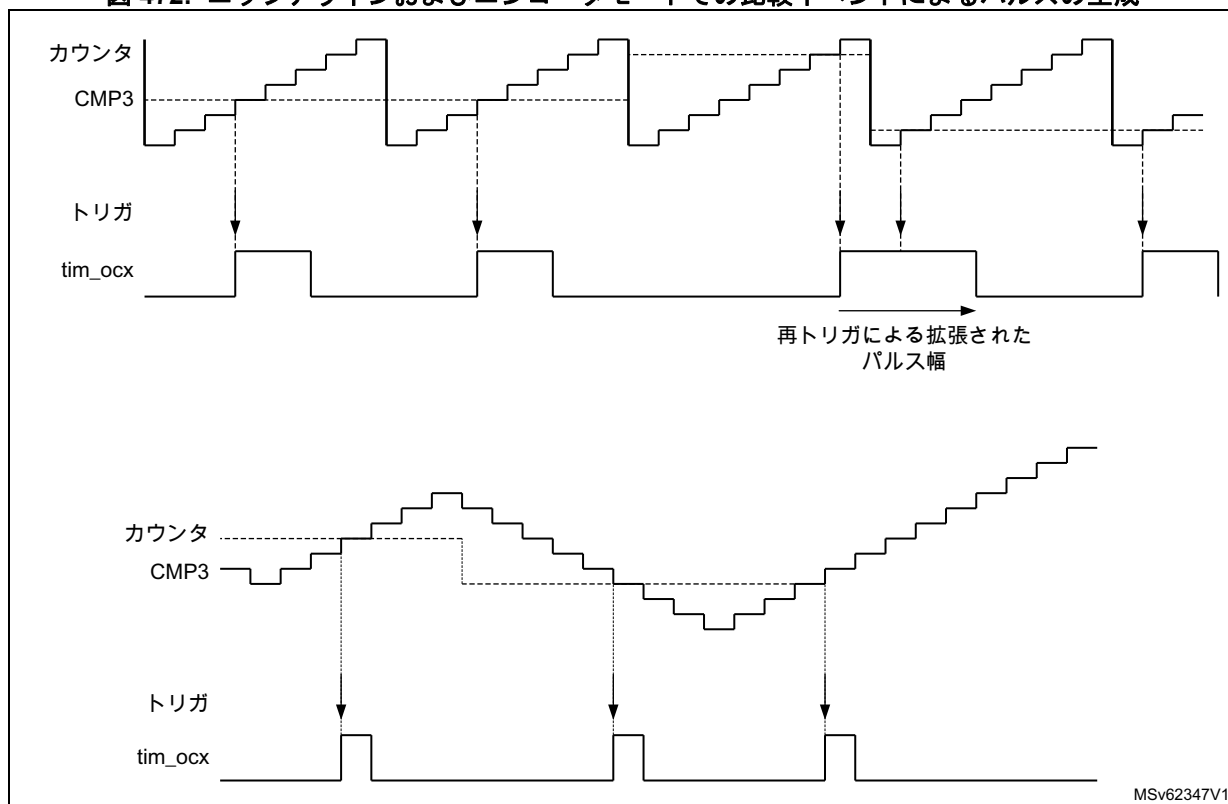 カウンタ
CMP3
トリガ
tim_ocx
再トリガによる拡張された
パルス幅
カウンタ
CMP3
トリガ
tim_ocx
MSv62347V1